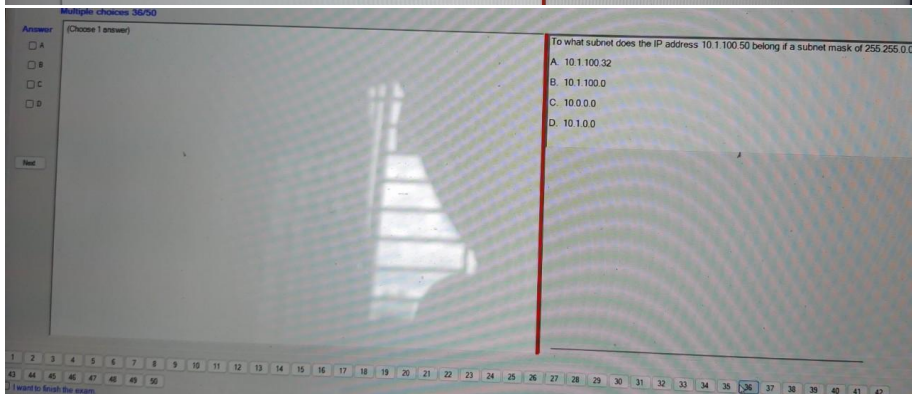 Multiple choices 36/50
Answer
(Choose 1 answer)
A
B
C
D
Next
To what subnet does the IP address 10.1.100.50 belong if a subnet mask of 255.255.0.0
A. 10.1.100.32
B. 10.1.100.0
C. 10.0.0.0
D. 10.1.0.0
1 2 3 4 5 6 7 8 9 10 11 12 13 14 15 16 17 18 19 20 21 22 23 24 25 26 27 28 29 30 31 32 33 34 35 36 37 38 39 40 41 42
43 44 45 46 47 48 49 50
I want to finish the exam